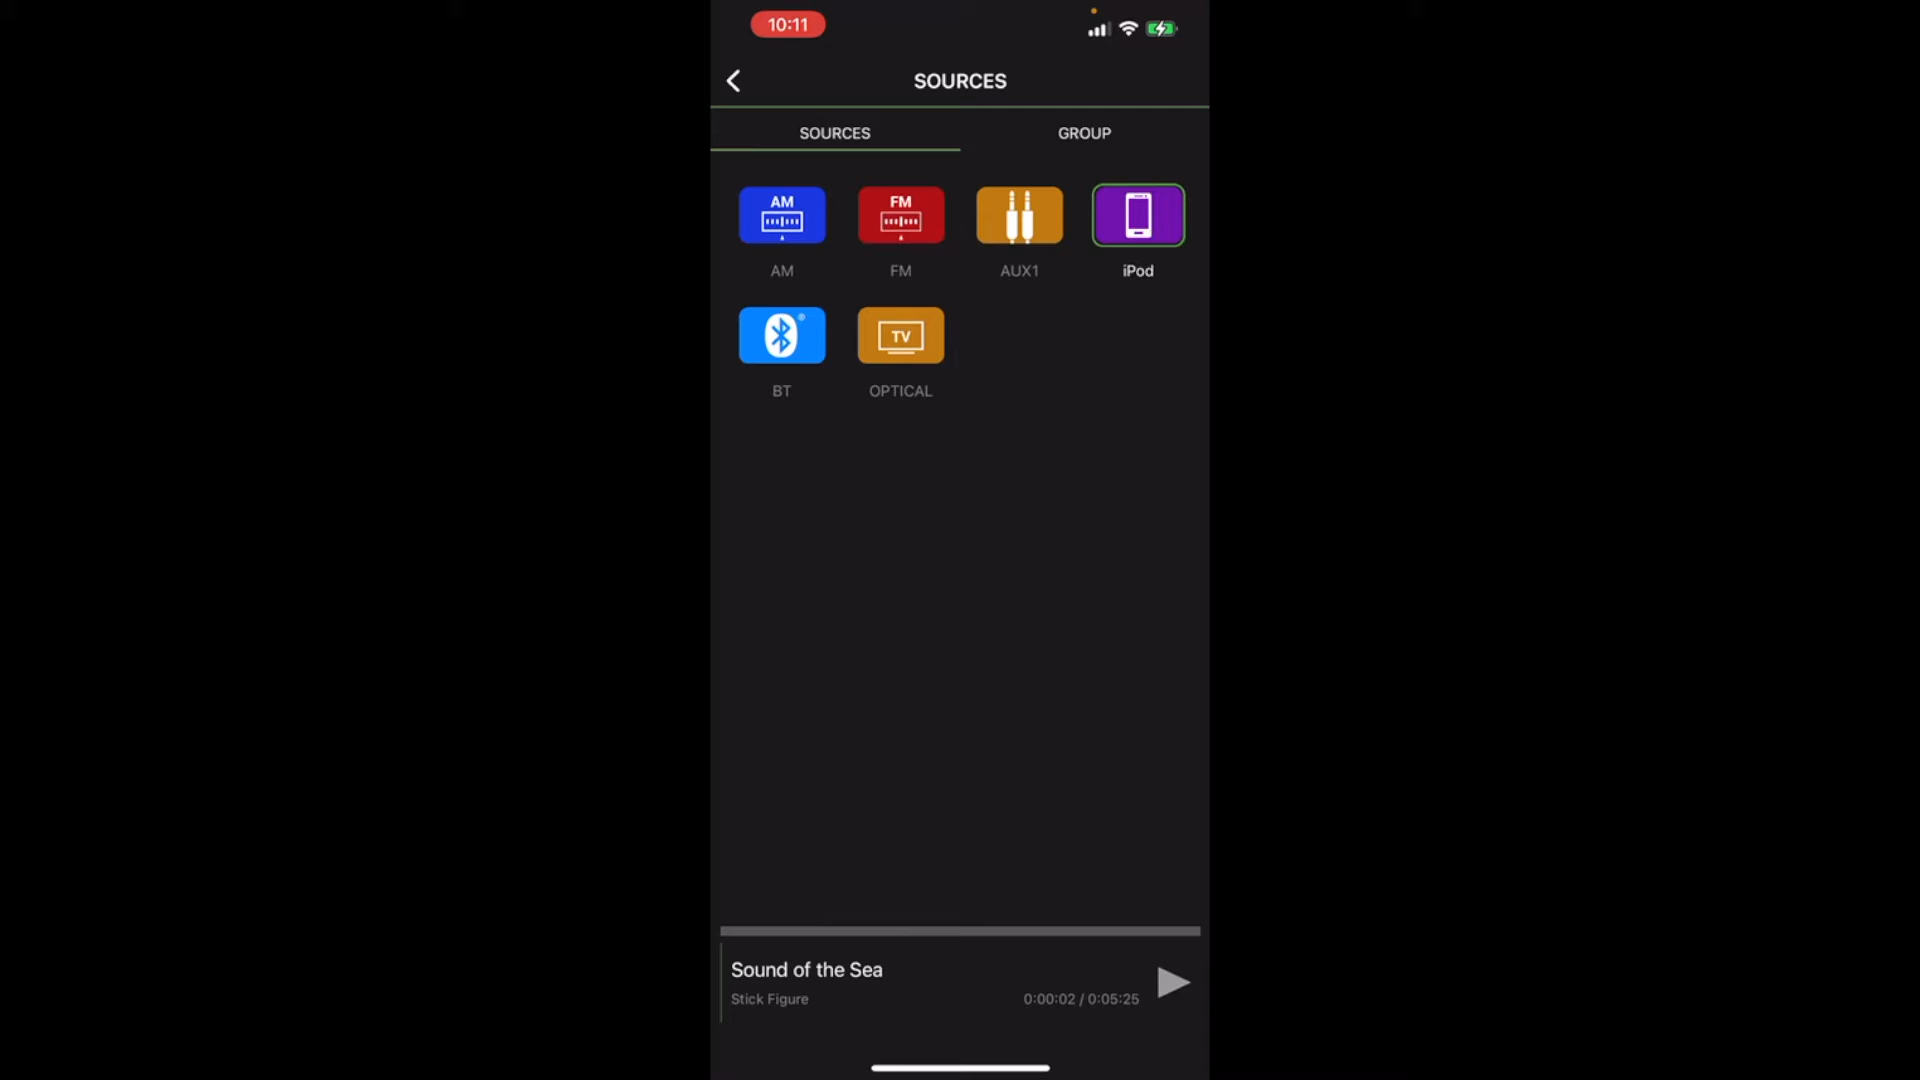 10:11
SOURCES
SOURCES GROUP
AM FM
AM FM AUX1 iPod
TV
BT OPTICAL
Sound of the Sea
Stick Figure 0:00:02 / 0:05:25